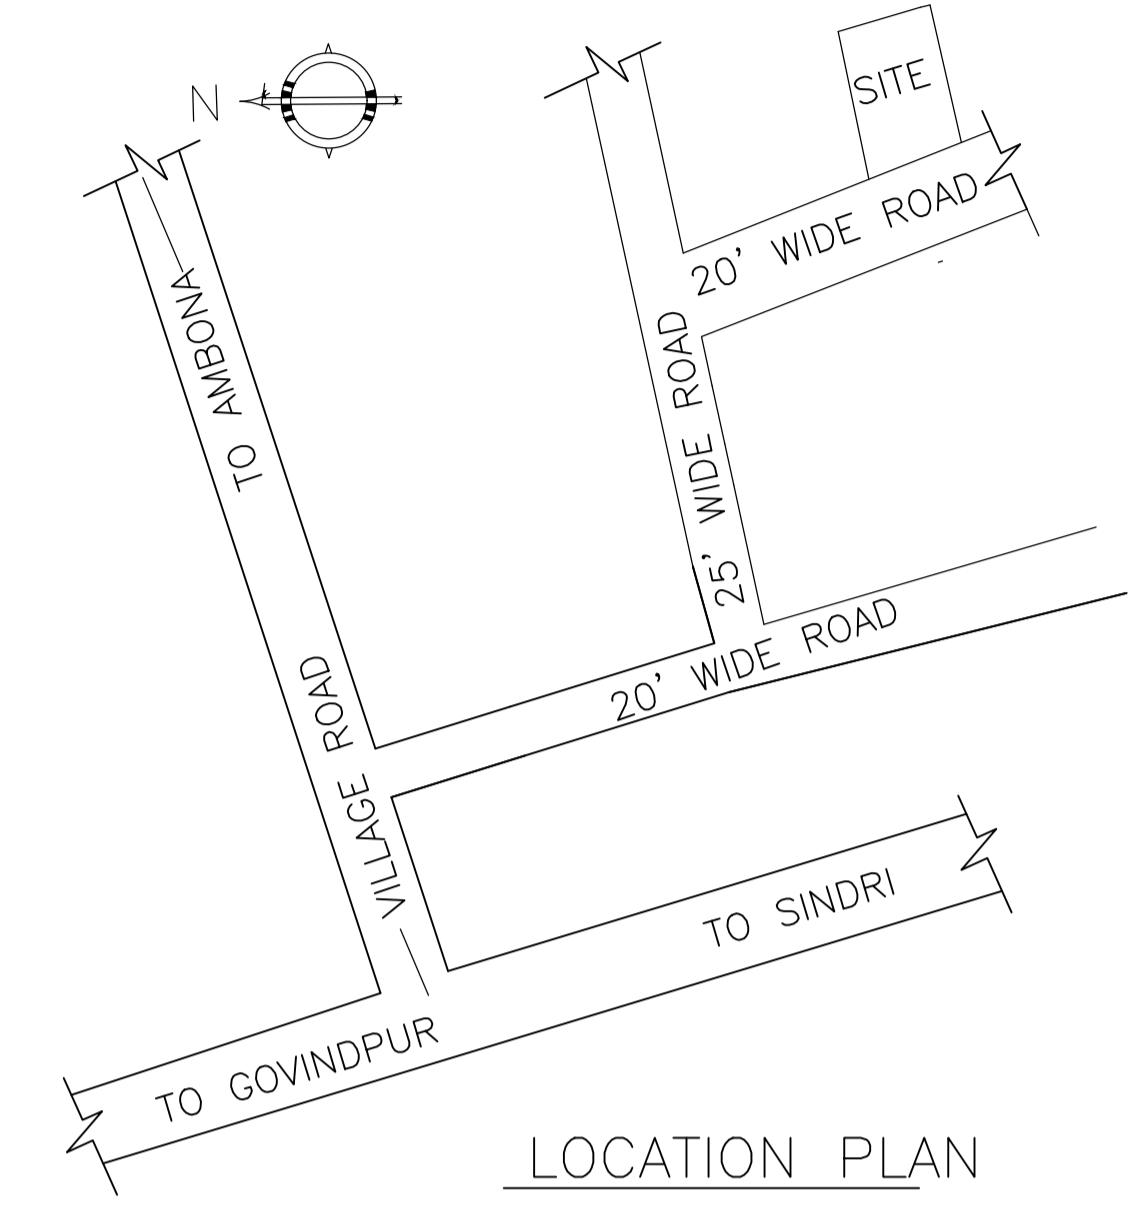 N
SITE
20' WIDE ROAD
TO AMBONA
25' WIDE ROAD
20' WIDE ROAD
VILLAGE ROAD
TO SINDRI
TO GOVINDPUR
LOCATION PLAN